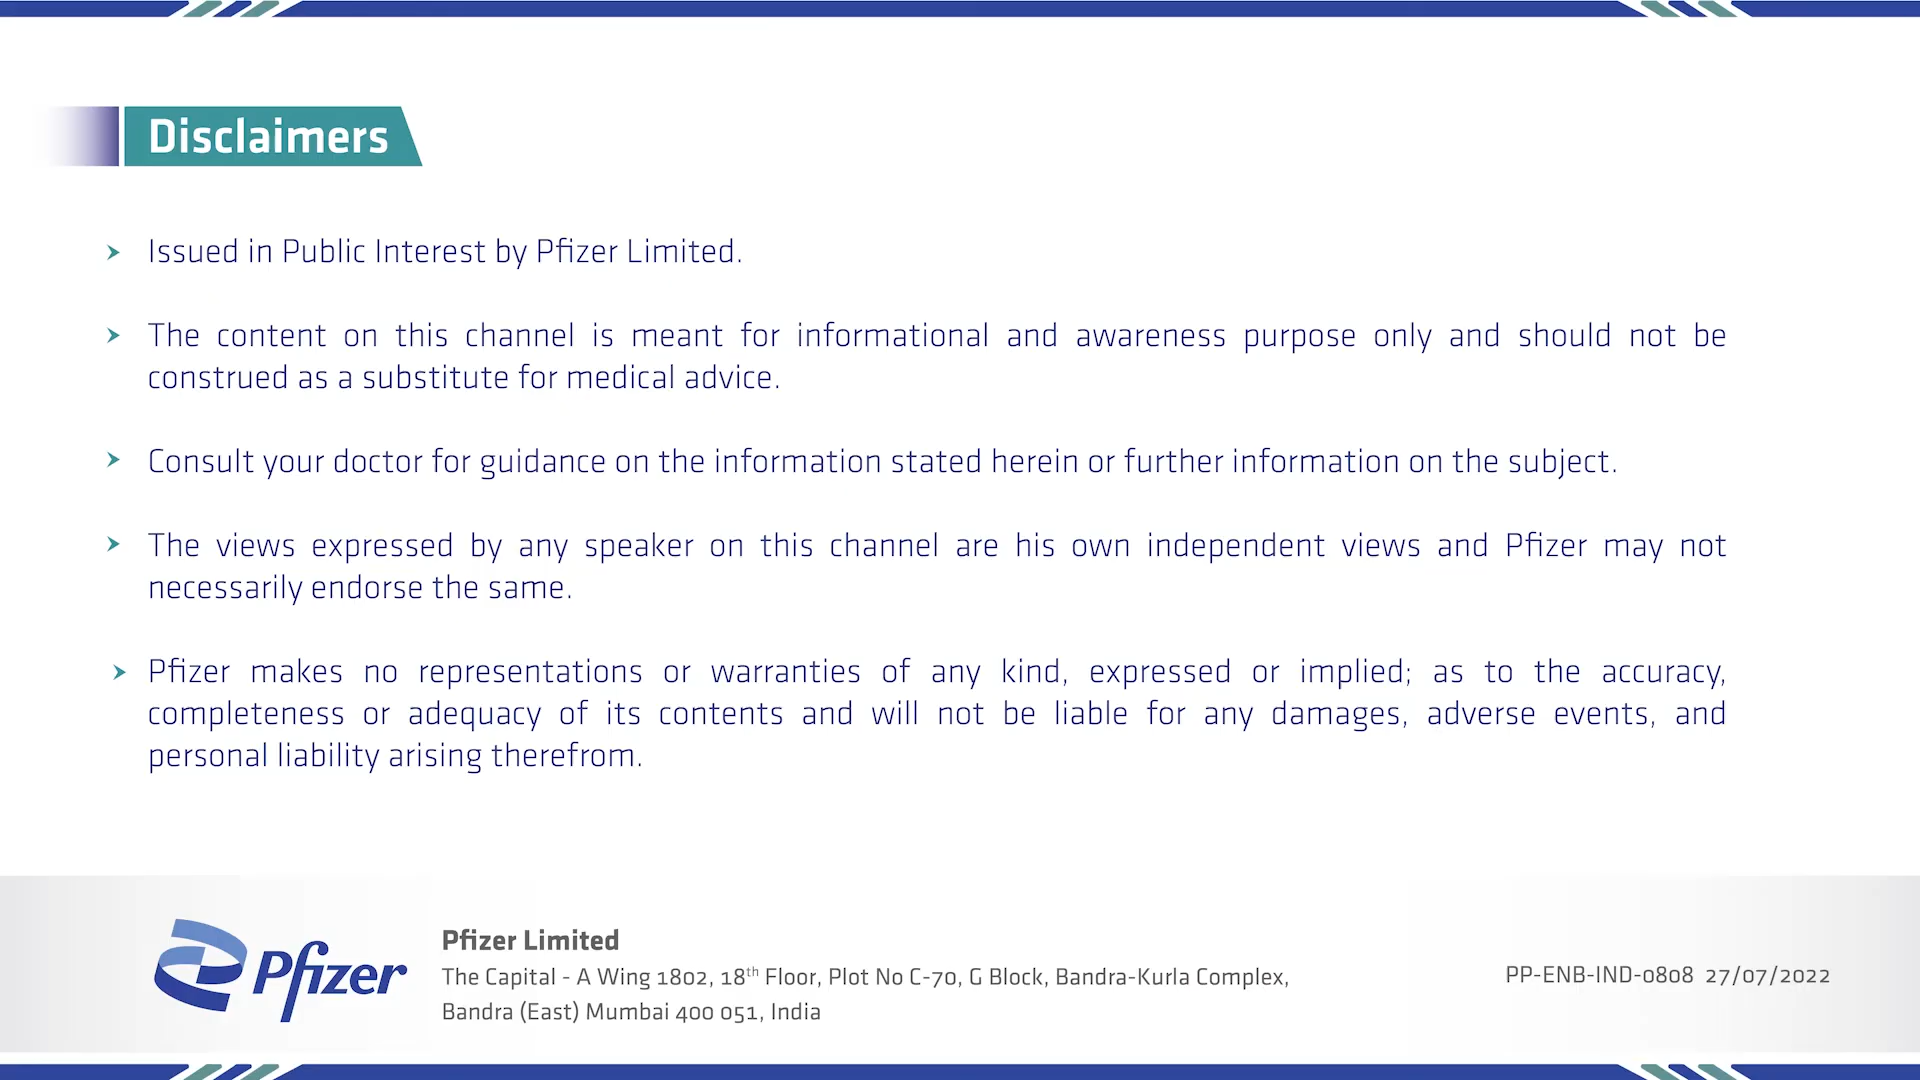 Disclaimers
Issued in Public Interest by Pfizer Limited.
The content on this channel is meant for informational and awareness purpose only and should not be
construed as a substitute for medical advice.
Consult your doctor for guidance on the information stated herein or further information on the subject.
The views expressed by any speaker on this channel are his own independent views and Pfizer may not
necessarily endorse the same.
Pfizer makes no representations or warranties of any kind, expressed or implied; as to the accuracy,
completeness or adequacy of its contents and will not be liable for any damages, adverse events, and
personal liability arising therefrom.
Pfizer
Pfizer Limited
The Capital - A Wing 1802, 18th Floor, Plot No C-70, G Block, Bandra-Kurla Complex,
Bandra (East) Mumbai 400 051, India
PP-ENB-IND-0808 27/07/2022